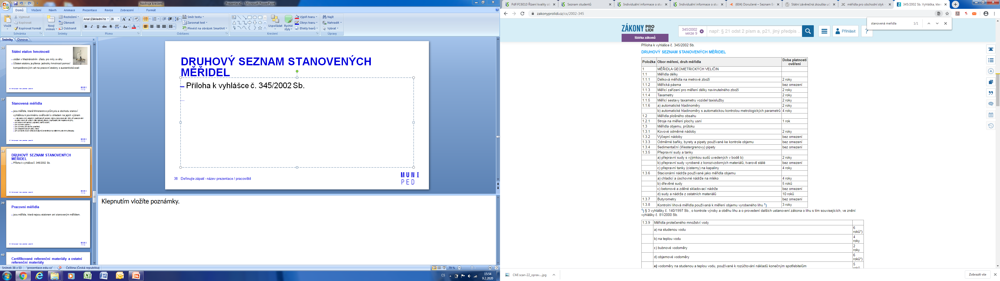 Nástroje kreslení
Prezentace1 - Microsoft PowerPoint
Domů Vložení Návrh Animace Prezentace Revize Zobrazení Formát
Vložit
Vyjmout
Kopírovat
Kopírovat formát
Schránka
Nový snímek
Rozložení
Obnovit
Odstranit
Snímky
Arial (Základní te 28
Písmo
Směr textu
Zarovnat text
Převést na obrázek SmartArt
Odstavec
Uspořádat
Rychlé styly
Výplň tvaru
Obrys tvaru
Efekty tvarů
Kreslení
Najít
Nahradit
Vybrat
Úpravy
Snímky Osnova
36
Státní etalon hmotnosti
– uložen v Mezinárodním úřadu pro míry a váhy
– Účelem etalonu je přenos jednotky hmotnosti pomocí
komparátorových vah na pracovní etalony z austenitické oceli
MUNI
PED
37
Stanovená měřidla
– jsou měřidla, která Ministerstvo průmyslu a obchodu stanoví
vyhláškou k povinnému ověřování s ohledem na jejich význam
– pro ochranu zdraví,
– pro ochranu životního prostředí,
– pro bezpečnost při práci, nebo
MUNI
PED
38
DRUHOVÝ SEZNAM STANOVENÝCH
MĚŘIDEL
– Příloha k vyhlášce č. 345/2002 Sb.
MUNI
PED
39
Pracovní měřidla
– jsou měřidla, která nejsou etalonem ani stanoveným měřidlem.
MUNI
PED
40
Certifikované referenční materiály a ostatní
referenční materiály
DRUHOVÝ SEZNAM STANOVENÝCH
MĚŘIDEL
– Příloha k vyhlášce č. 345/2002 Sb.
–
38 Definujte zápatí - název prezentace / pracoviště
MUNI
PED
Klepnutím vložíte poznámky.
Snímek 38 z 53 "prezentace-edu-cz" Čeština (Česká republika) 79 %
CS 15:54
9.2.2020
PdF:FC6010 Řízení kvality ob
Seznam studentů
Individuální informace o stu
Individuální informace o stu
(604) Doručené – Seznam E
Státní závěrečná zkouška uč
měřidla pro obchodní styk
345/2002 Sb. Vyhláška, kter
zakonyprolidi.cz/cs/2002-345
stanovená meřidla 1/1
ZÁKONY PRO LIDI
Sbírka zákonů
345/2002
verze 9
např: § 21 odst 2 písm a, p21, jiný předpis ...
Přihlásit
?
Příloha k vyhlášce č. 345/2002 Sb.
DRUHOVÝ SEZNAM STANOVENÝCH MĚŘIDEL
Položka Obor měření, druh měřidla Doba platnosti ověření
1 MĚŘIDLA GEOMETRICKÝCH VELIČIN
1.1 Měřidla délky
1.1.1 Délková měřidla na metrové zboží 2 roky
1.1.2 Měřická pásma bez omezení
1.1.3 Měřicí zařízení pro měření délky navinutelného zboží 2 roky
1.1.4 Taxametry 2 roky
1.1.5 Měřicí sestavy taxametru vozidel taxislužby 2 roky
1.1.6 a) automatické hladinoměry 2 roky
b) automatické hladinoměry s automatickou kontrolou metrologických parametrů 4 roky
1.2 Měřidla plošného obsahu
1.2.1 Stroje na měření plochy usní 1 rok
1.3 Měřidla objemu, průtoku
1.3.1 Kovové odměrné nádoby 2 roky
1.3.2 Výčepní nádoby bez omezení
1.3.3 Odměrné baňky, byrety a pipety používané ke kontrole objemu bez omezení
1.3.4 Sedimentační (Westergrenovy) pipety bez omezení
1.3.5 Přepravní sudy a tanky
a) přepravní sudy s výjimkou sudů uvedených v bodě b) 2 roky
b) přepravní sudy vyrobené z korozivzdorných materiálů, tvarově stálé bez omezení
c) přepravní tanky (cisterny) na kapaliny 4 roky
1.3.6 Stacionární nádrže používané jako měřidla objemu
a) chladicí a úschovné nádrže na mléko 4 roky
b) dřevěné sudy 5 roků
c) betonové a zděné skladovací nádrže bez omezení
d) sudy a nádrže z ostatních materiálů 10 roků
1.3.7 Butyrometry bez omezení
1.3.8 Kontrolní lihová měřidla používaná k měření objemu vyrobeného lihu 1) 3 roky
1) § 3 vyhlášky č. 140/1997 Sb., o kontrole výroby a oběhu lihu a o provedení dalších ustanovení zákona o lihu s tím souvisejících, ve znění
vyhlášky č. 81/2000 Sb.
1.3.9 Měřidla protečeného množství vody
a) na studenou vodu 6 roků*)
b) na teplou vodu 4 roky
c) bubnové vodoměry 2 roky
d) objemové vodoměry 6 roků*)
e) vodoměry na studenou a teplou vodu, používané k rozúčtování nákladů konečným spotřebitelům 5 roků
CMI scan-22_oprav....jpg
Zobrazit vše